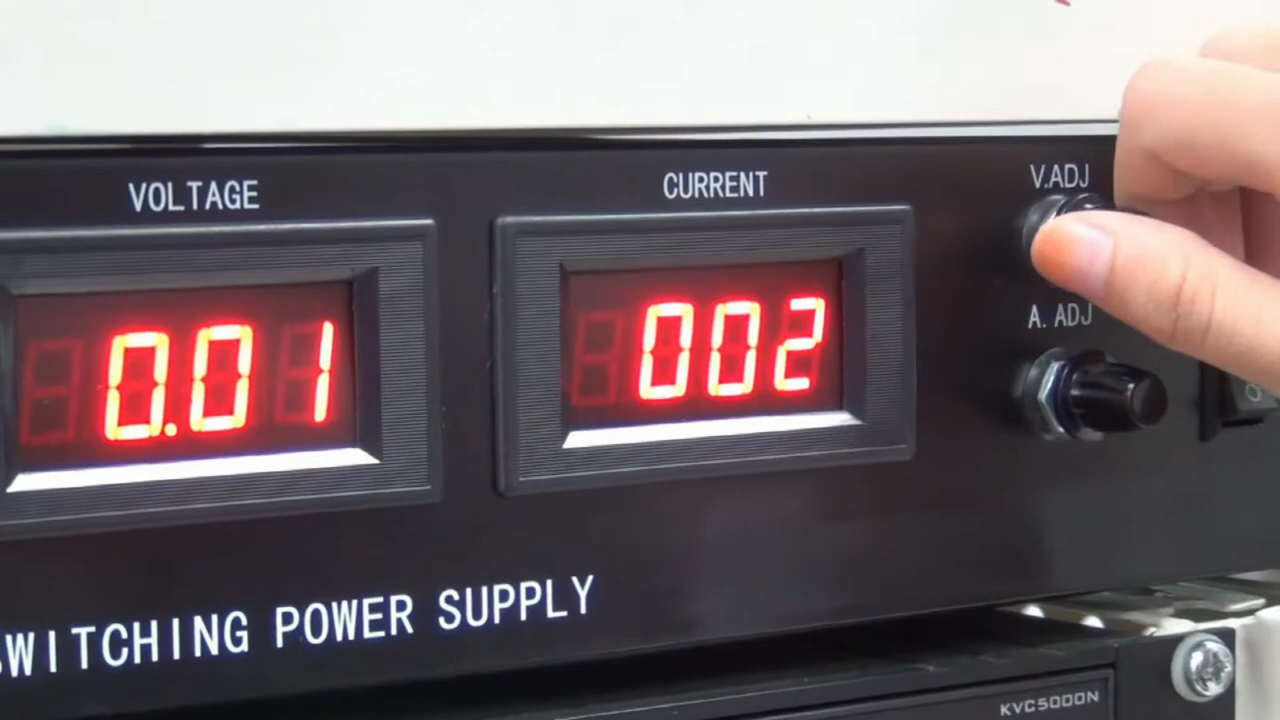 VOLTAGE
CURRENT
V.ADJ
0.01
002
A. ADJ
SWITCHING POWER SUPPLY
KVC5000N